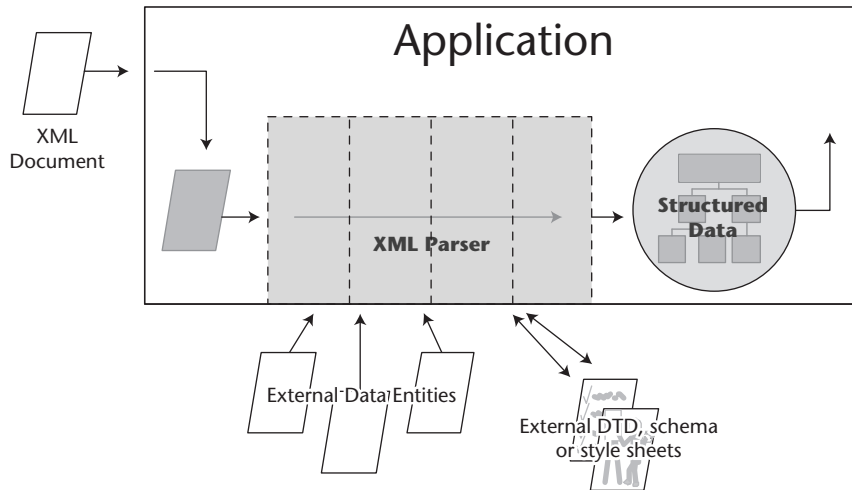 Application
XML
Document
XML Parser
Structured
Data
External Data Entities
External DTD, schema
or style sheets